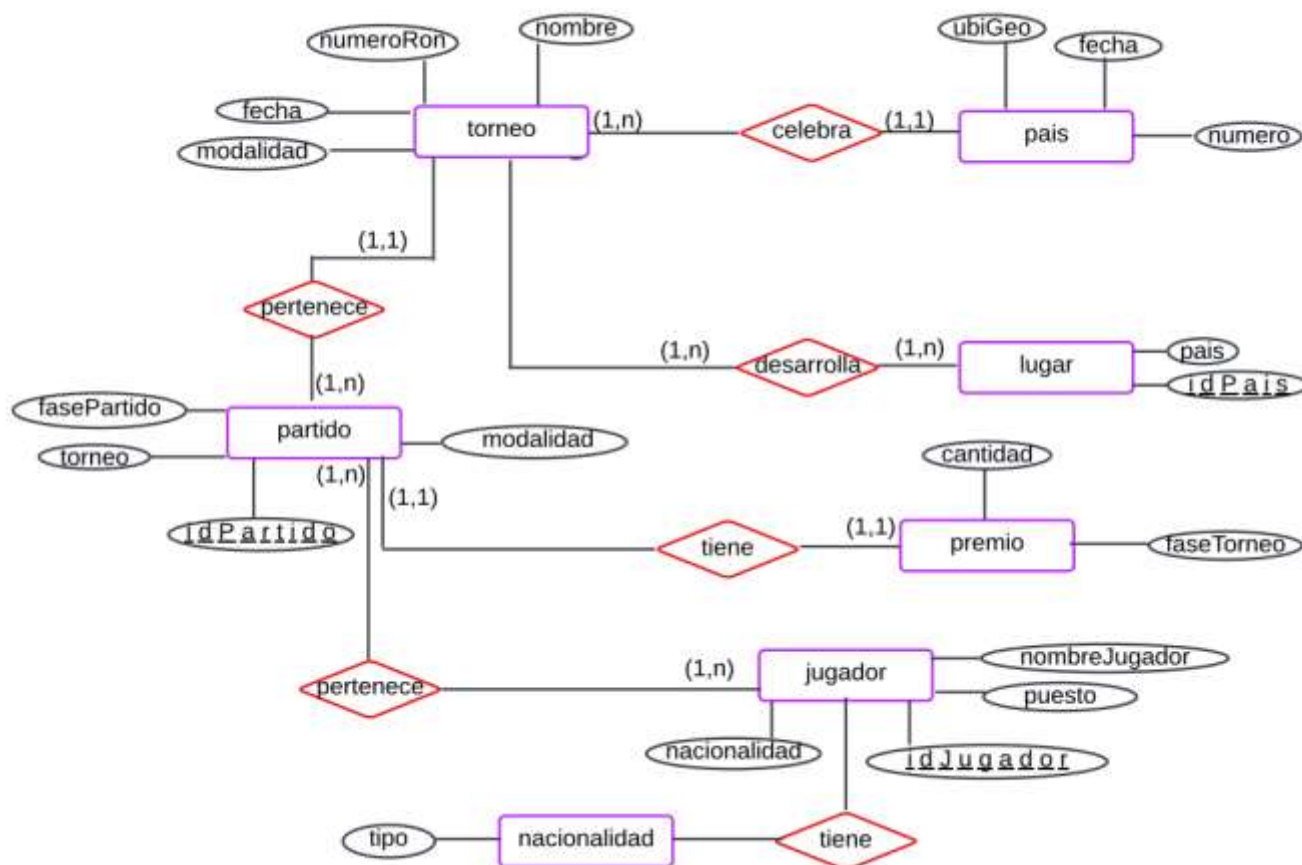 numeroRon
nombre
ubiGeo
fecha
fecha
torneo
(1,n)
celebra
(1,1)
pais
numero
modalidad
(1,1)
pertenece
(1,n)
desarrolla
(1,n)
lugar
pais
idPais
(1,n)
fasePartido
partido
modalidad
torneo
(1,n)
cantidad
(1,1)
idPartido
tiene
(1,1)
premio
faseTorneo
pertenece
(1,n)
jugador
nombreJugador
puesto
nacionalidad
idJugador
tipo
nacionalidad
tiene